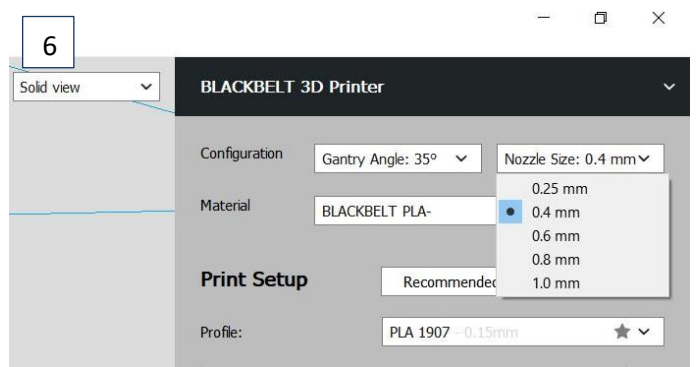 6
Solid view
BLACKBELT 3D Printer
Configuration
Gantry Angle: 35°
Nozzle Size: 0.4 mm
0.25 mm
0.4 mm
0.6 mm
0.8 mm
1.0 mm
Material
BLACKBELT PLA-
Print Setup
Recommended
Profile:
PLA 1907 - 0.15mm